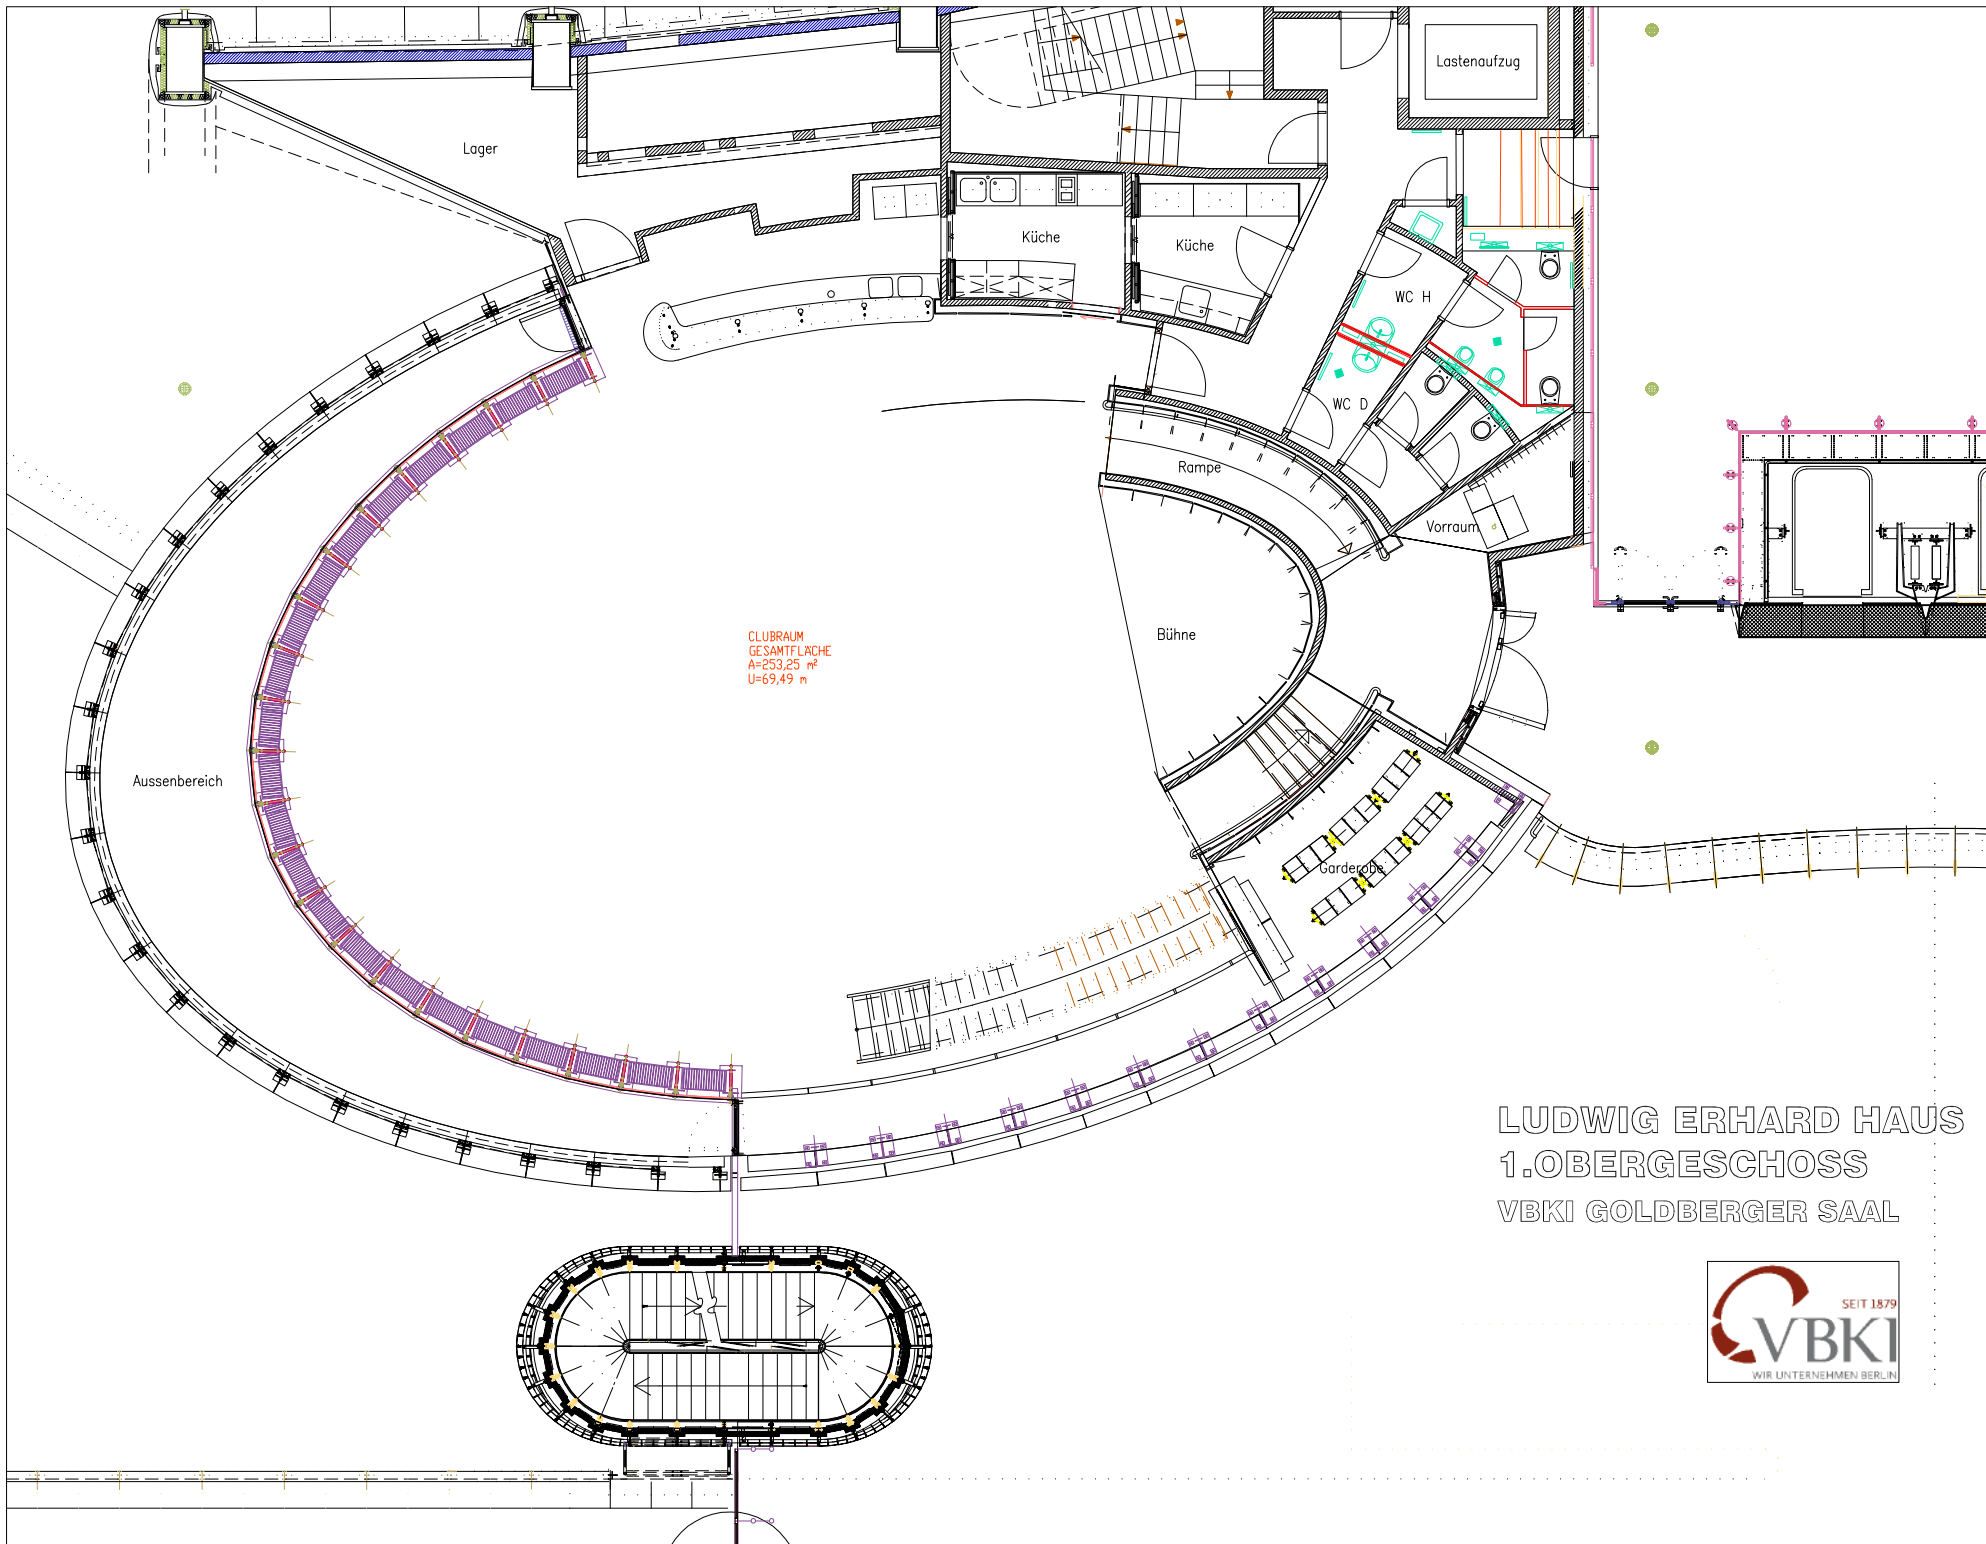 Lastenaufzug
Lager
Küche
Küche
WC H
WC D
Rampe
Vorraum
Bühne
CLUBRAUM
GESAMTFLÄCHE
A=253,25 m²
U=69,49 m
Aussenbereich
Garderobe
LUDWIG ERHARD HAUS
1.OBERGESCHOSS
VBKI GOLDBERGER SAAL
SEIT 1879
VBKI
WIR UNTERNEHMEN BERLIN